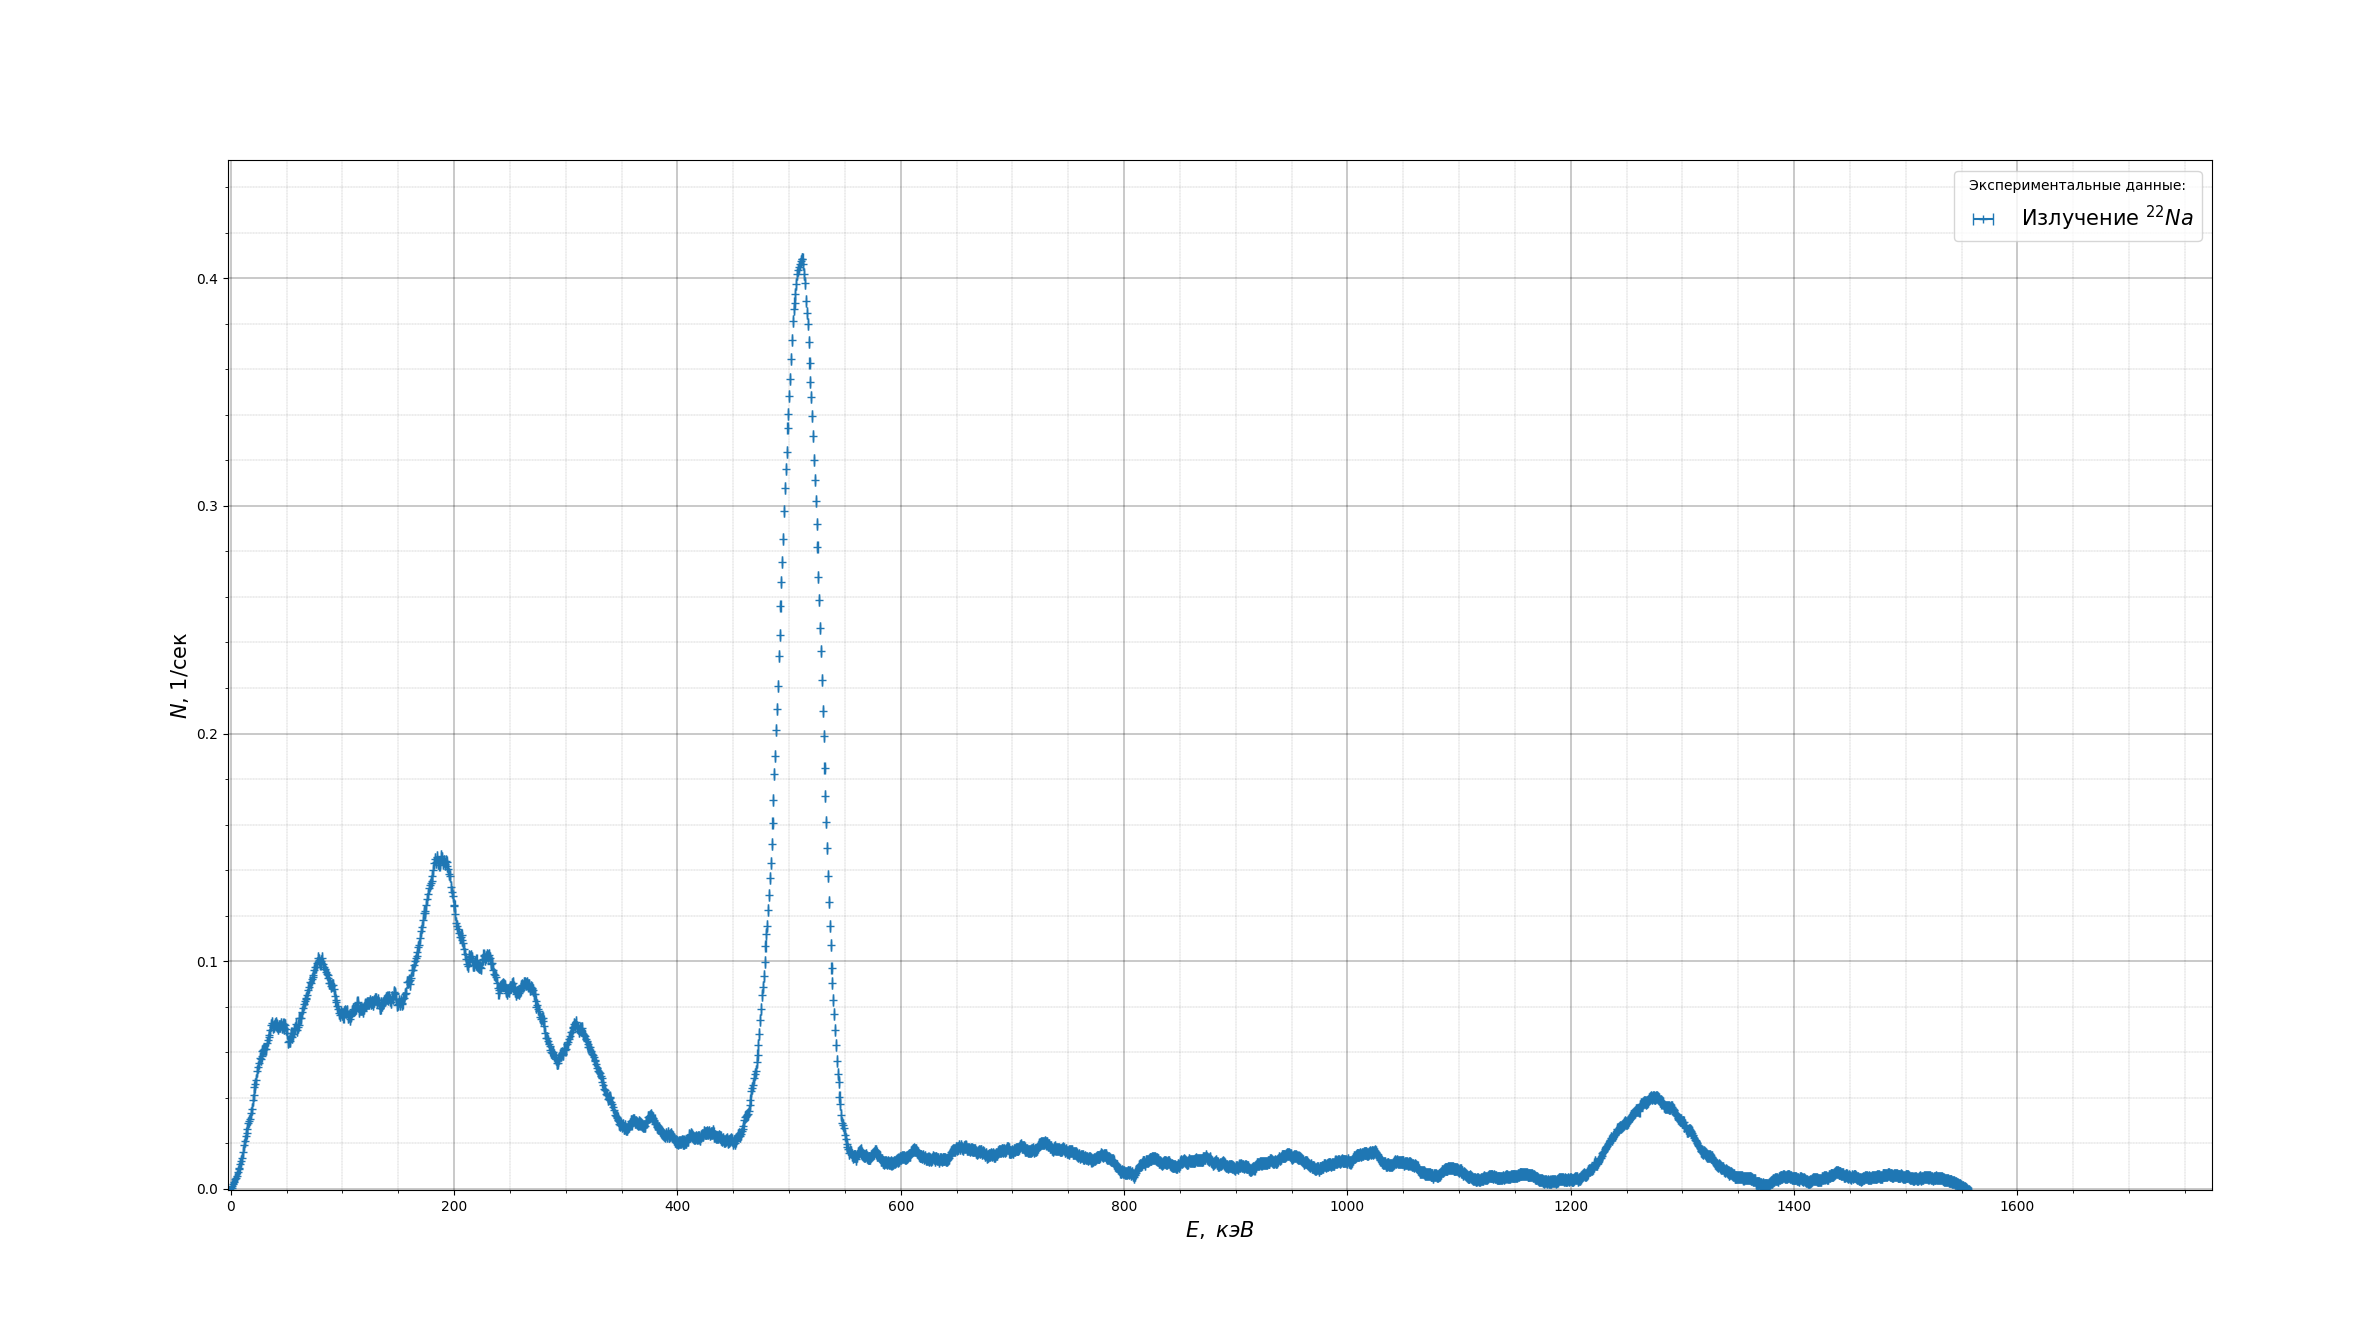 Экспериментальные данные:
Излучение ²²Na
0.4
0.3
0.2
0.1
0.0
N, 1/сек
0 200 400 600 800 1000 1200 1400 1600
E, кэВ